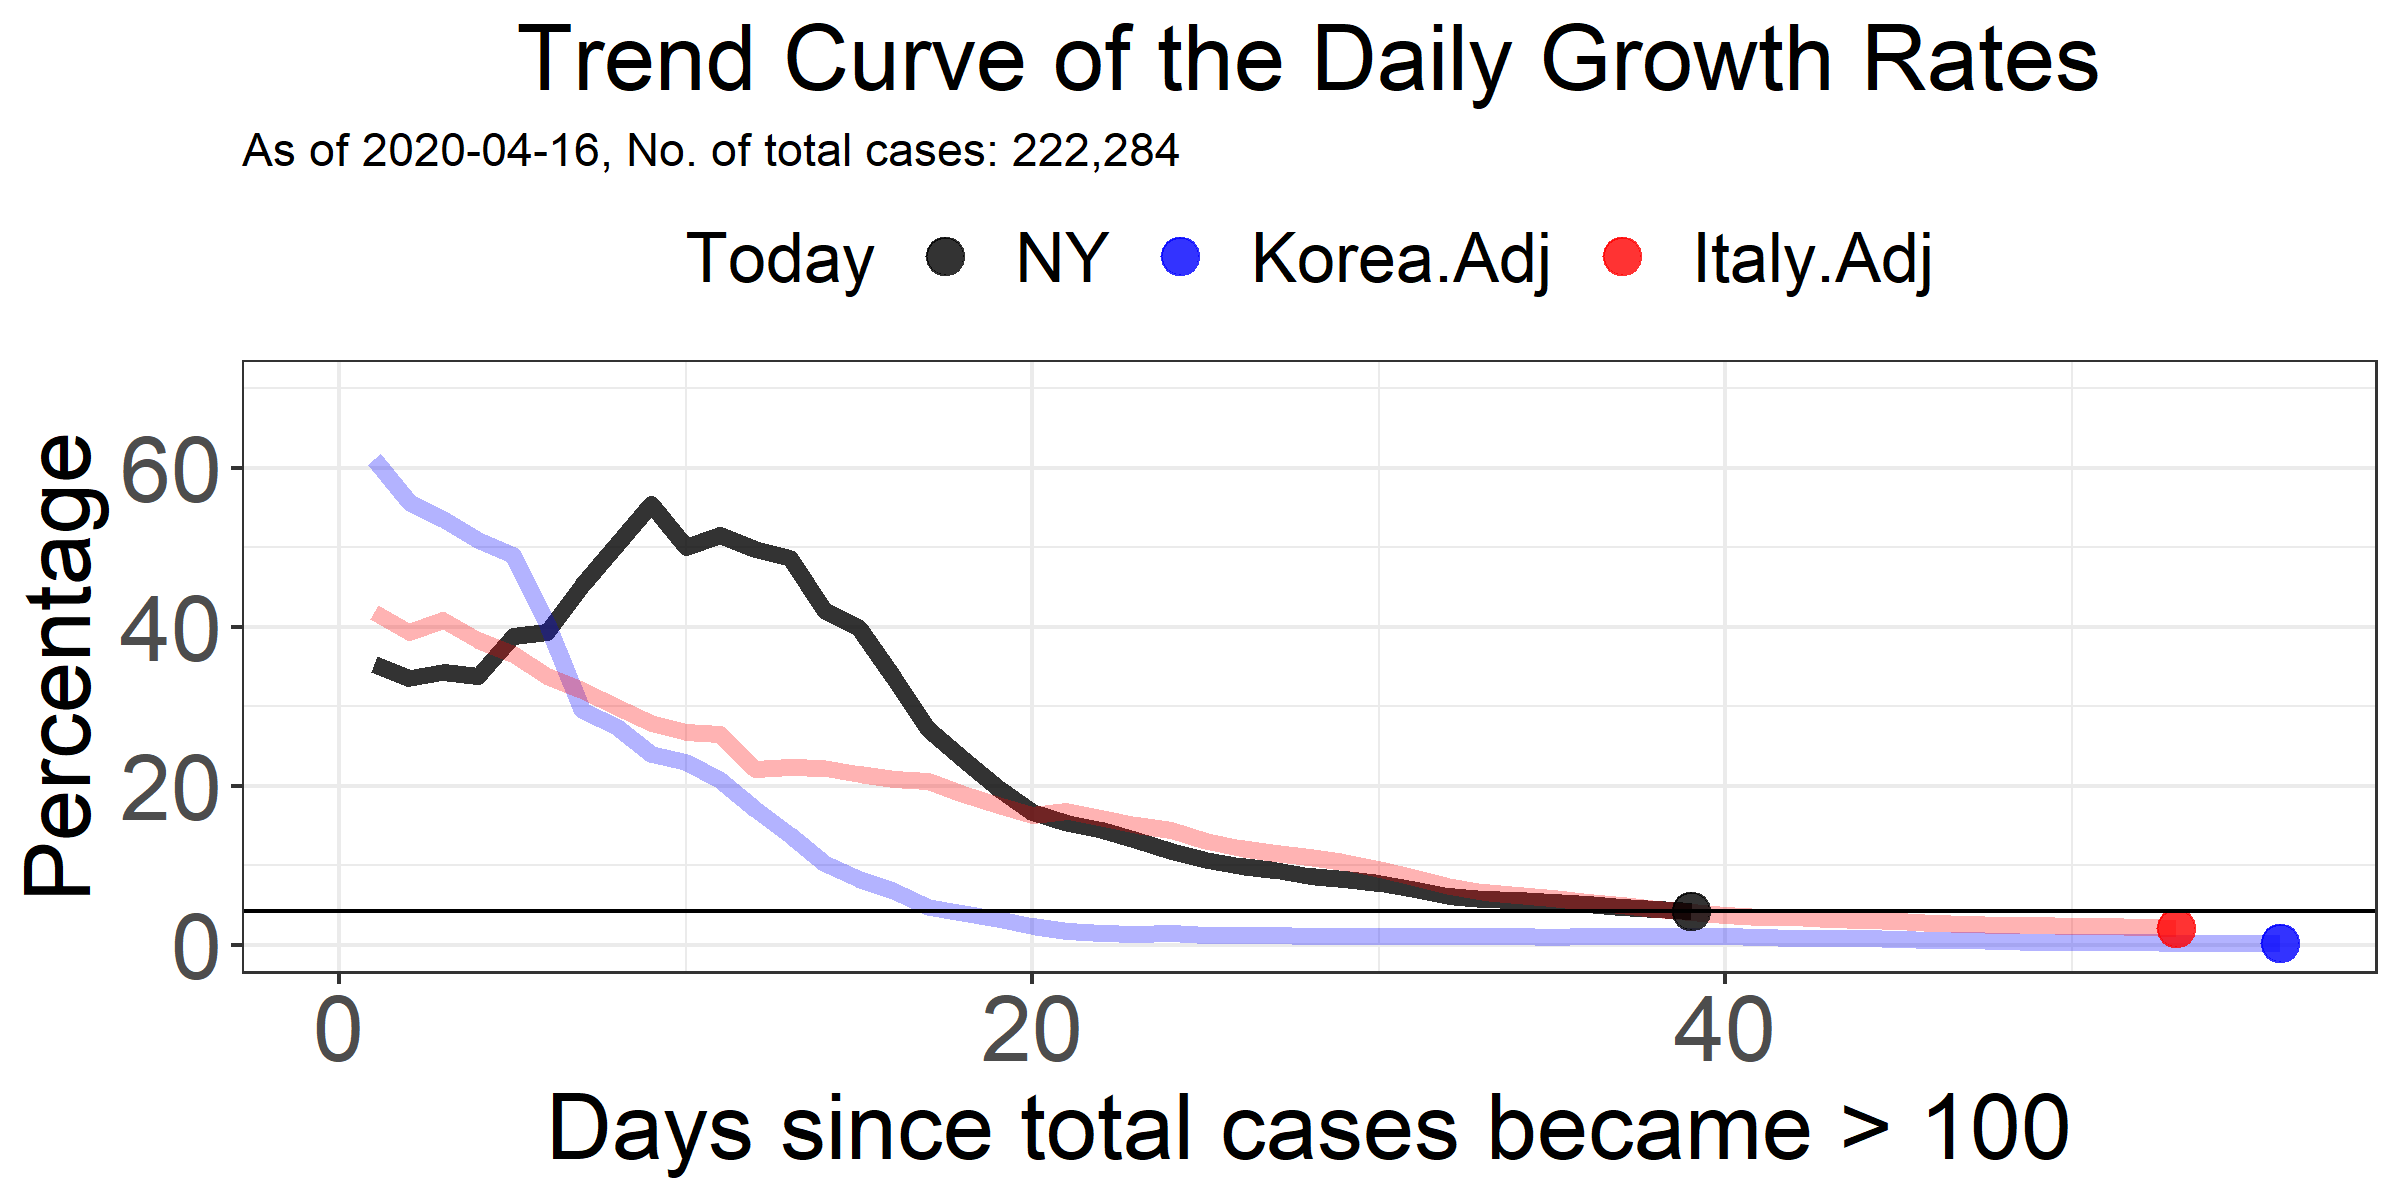 Trend Curve of the Daily Growth Rates
As of 2020-04-16, No. of total cases: 222,284
Today NY Korea.Adj Italy.Adj
Percentage
60
40
20
0
0 20 40
Days since total cases became > 100